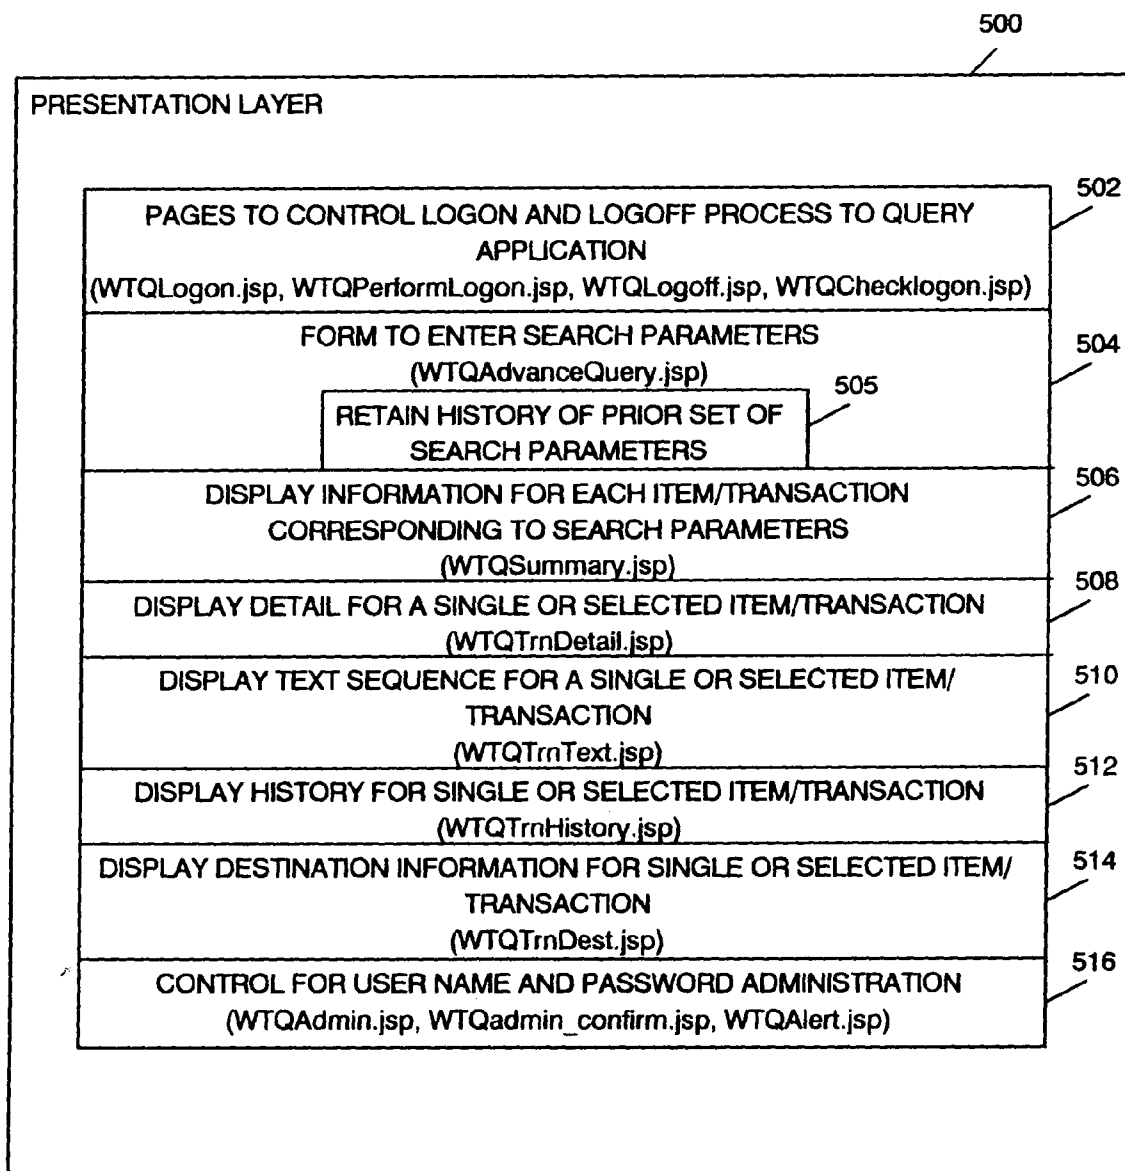 500
PRESENTATION LAYER
502
PAGES TO CONTROL LOGON AND LOGOFF PROCESS TO QUERY
APPLICATION
(WTQLogon.jsp, WTQPerformLogon.jsp, WTQLogoff.jsp, WTQChecklogon.jsp)
FORM TO ENTER SEARCH PARAMETERS
504
(WTQAdvanceQuery.jsp)
505
RETAIN HISTORY OF PRIOR SET OF
SEARCH PARAMETERS
506
DISPLAY INFORMATION FOR EACH ITEM/TRANSACTION
CORRESPONDING TO SEARCH PARAMETERS
(WTQSummary.jsp)
508
DISPLAY DETAIL FOR A SINGLE OR SELECTED ITEM/TRANSACTION
(WTQTrnDetail.jsp)
510
DISPLAY TEXT SEQUENCE FOR A SINGLE OR SELECTED ITEM/
TRANSACTION
(WTQTrnText.jsp)
512
DISPLAY HISTORY FOR SINGLE OR SELECTED ITEM/TRANSACTION
(WTQTrnHistory.jsp)
514
DISPLAY DESTINATION INFORMATION FOR SINGLE OR SELECTED ITEM/
TRANSACTION
(WTQTrnDest.jsp)
516
CONTROL FOR USER NAME AND PASSWORD ADMINISTRATION
(WTQAdmin.jsp, WTQadmin_confirm.jsp, WTQAlert.jsp)